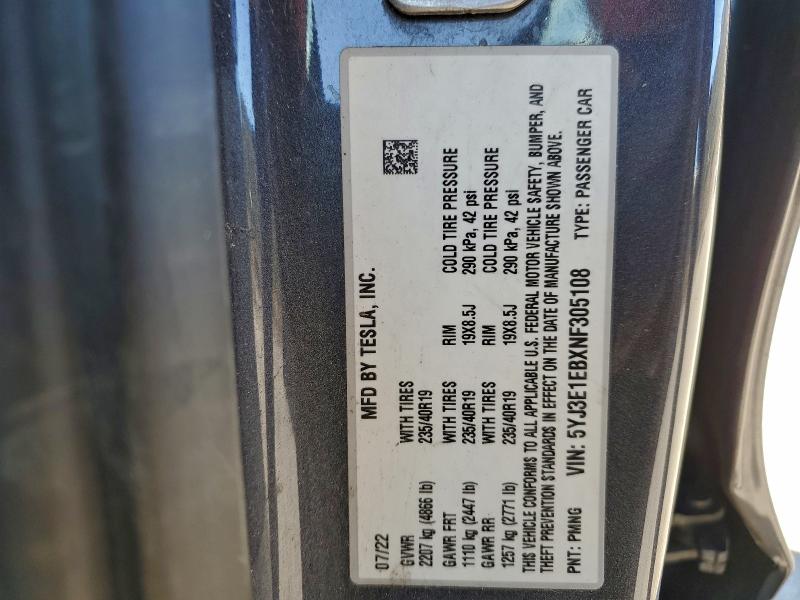 MFD BY TESLA, INC.
07/22
GVWR WITH TIRES
2207 kg (4866 lb) 235/40R19
GAWR FRT WITH TIRES RIM COLD TIRE PRESSURE
1110 kg (2447 lb) 235/40R19 19X8.5J 290 kPa, 42 psi
GAWR RR WITH TIRES RIM COLD TIRE PRESSURE
1257 kg (2771 lb) 235/40R19 19X8.5J 290 kPa, 42 psi
THIS VEHICLE CONFORMS TO ALL APPLICABLE U.S. FEDERAL MOTOR VEHICLE SAFETY, BUMPER, AND
THEFT PREVENTION STANDARDS IN EFFECT ON THE DATE OF MANUFACTURE SHOWN ABOVE.
PNT: PMNG VIN: 5YJ3E1EBXNF305108 TYPE: PASSENGER CAR